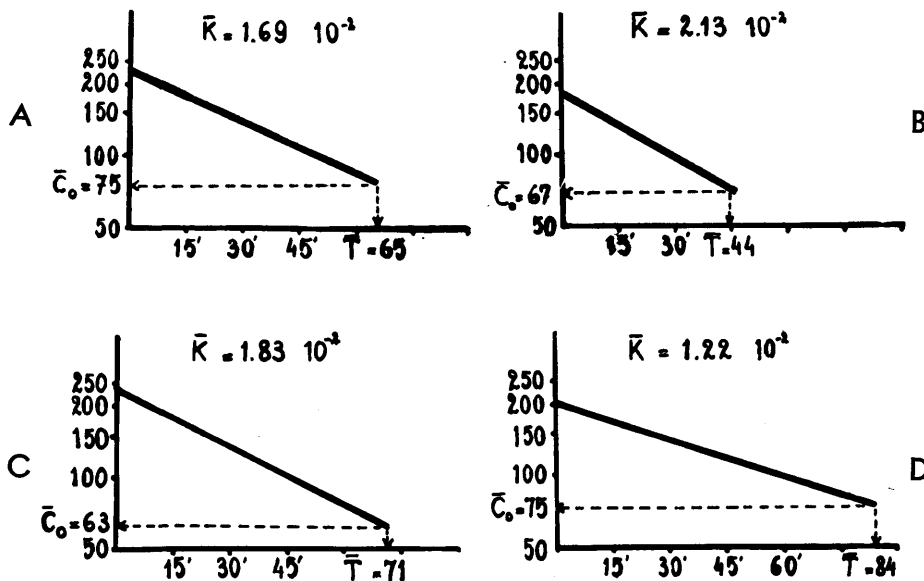 K̄ = 1.69 10⁻²
250
200
150
A
100
C̄₀ = 75
50
15' 30' 45' T̄ = 65
K̄ = 2.13 10⁻²
250
200
150
B
100
C̄₀ = 67
50
15' 30' T̄ = 44
K̄ = 1.83 10⁻²
250
200
150
C
100
C̄₀ = 63
50
15' 30' 45' T̄ = 71
K̄ = 1.22 10⁻²
250
200
150
D
100
C̄₀ = 75
50
15' 30' 45' 60' T̄ = 84